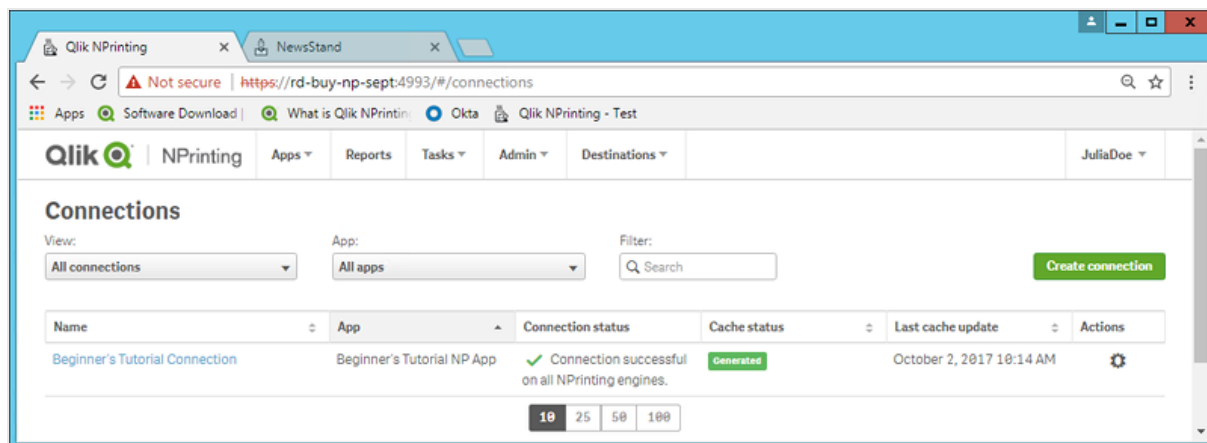 Qlik NPrinting
NewsStand
Not secure | https://rd-buy-np-sept:4993/#/connections
Apps Software Download | What is Qlik NPrintin Okta Qlik NPrinting - Test
Qlik NPrinting Apps Reports Tasks Admin Destinations JuliaDoe
Connections
View: App: Filter:
All connections All apps Search Create connection
Name App Connection status Cache status Last cache update Actions
Beginner's Tutorial Connection Beginner's Tutorial NP App Connection successful Generated October 2, 2017 10:14 AM
on all NPrinting engines.
10 25 50 100